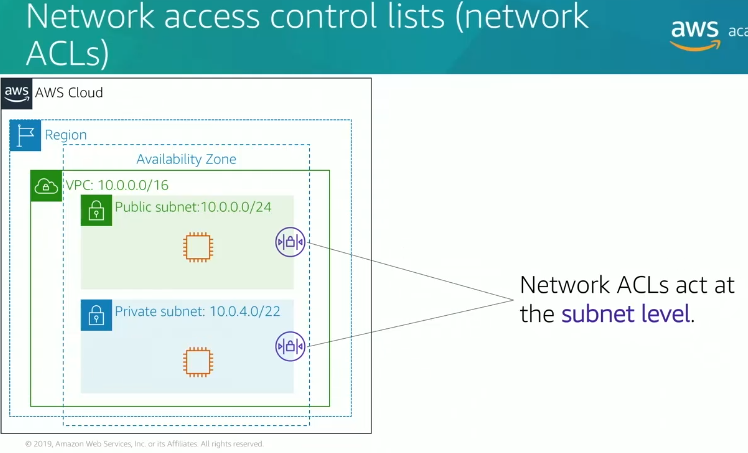 Network access control lists (network
ACLs)
aws aca
aws AWS Cloud
Region
Availability Zone
VPC: 10.0.0.0/16
Public subnet:10.0.0.0/24
Private subnet: 10.0.4.0/22
Network ACLs act at
the subnet level.
© 2019, Amazon Web Services, Inc. or its Affiliates. All rights reserved.